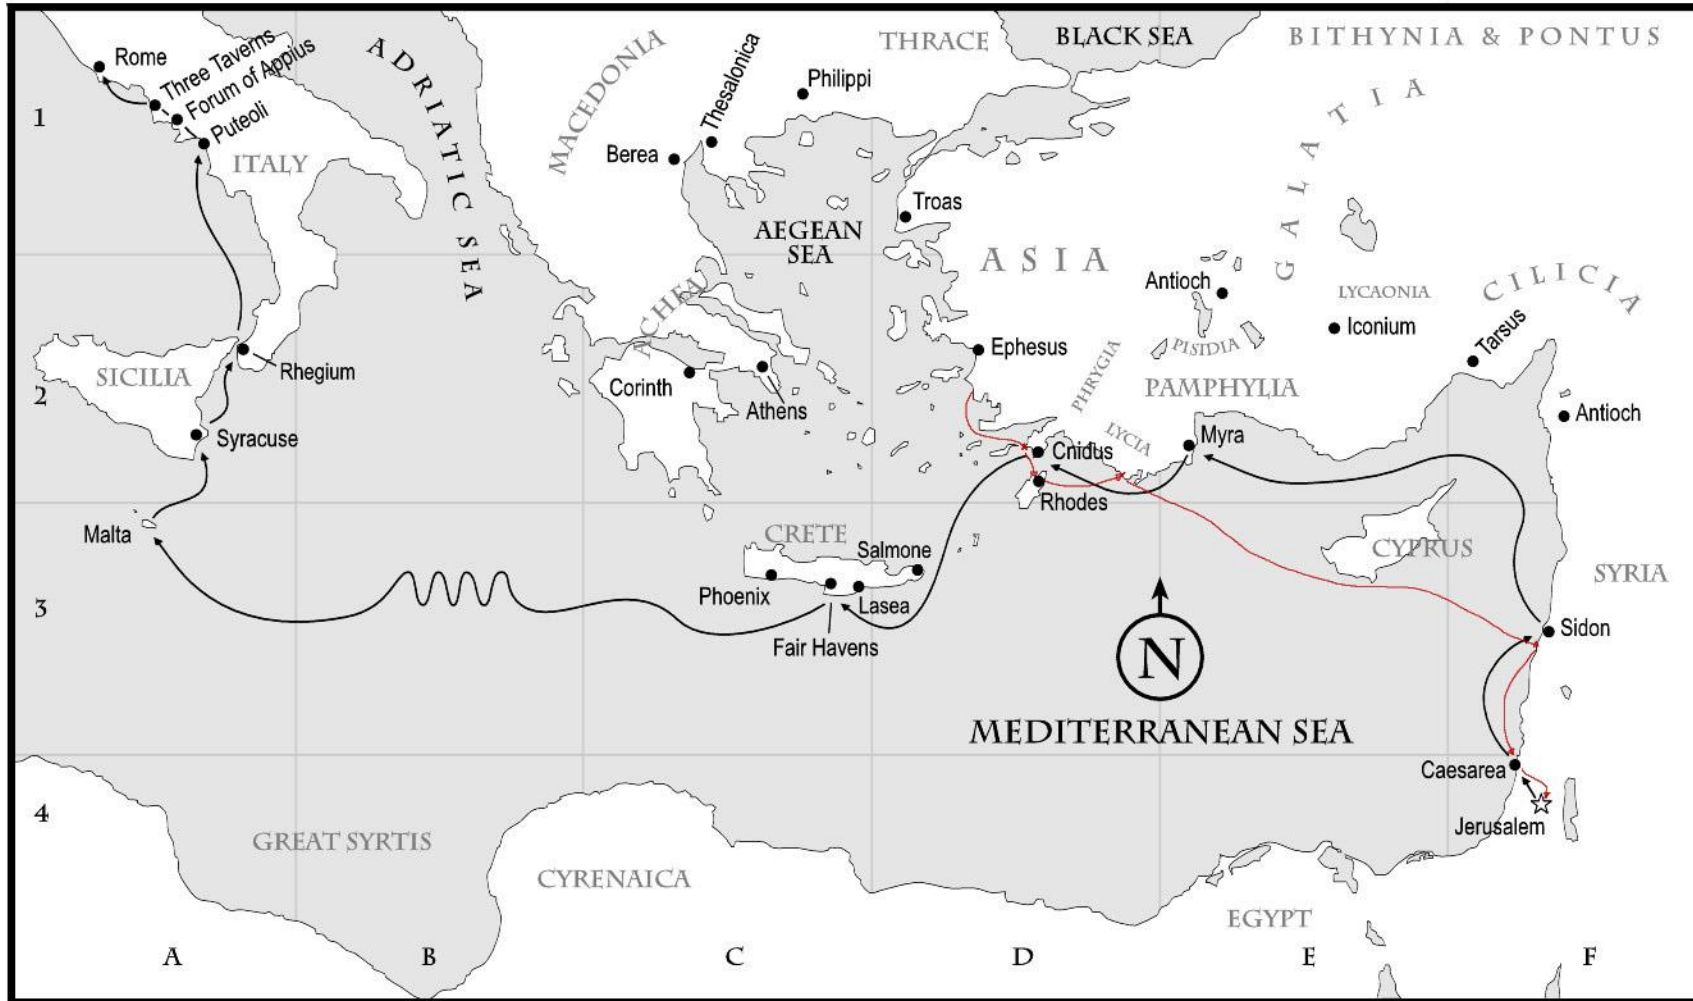 THRACE
BLACK SEA
BITHYNIA & PONTUS
Rome
Three Taverns
Forum of Appius
Puteoli
ITALY
ADRIATIC SEA
MACEDONIA
Thesalonica
Philippi
Berea
GALATIA
1
Troas
AEGEAN
SEA
ASIA
Antioch
LYCAONIA
CILICIA
ACHEA
Iconium
Tarsus
PISIDIA
Ephesus
PHRYGIA
PAMPHYLIA
SICILIA
Rhegium
2
Corinth
Athens
Antioch
Syracuse
LYCIA
Myra
Cnidus
Rhodes
Malta
CRETE
Salmone
CYPRUS
SYRIA
Phoenix
Lasea
3
Fair Havens
Sidon
N
MEDITERRANEAN SEA
Caesarea
4
Jerusalem
GREAT SYRTIS
CYRENAICA
EGYPT
A
B
C
D
E
F